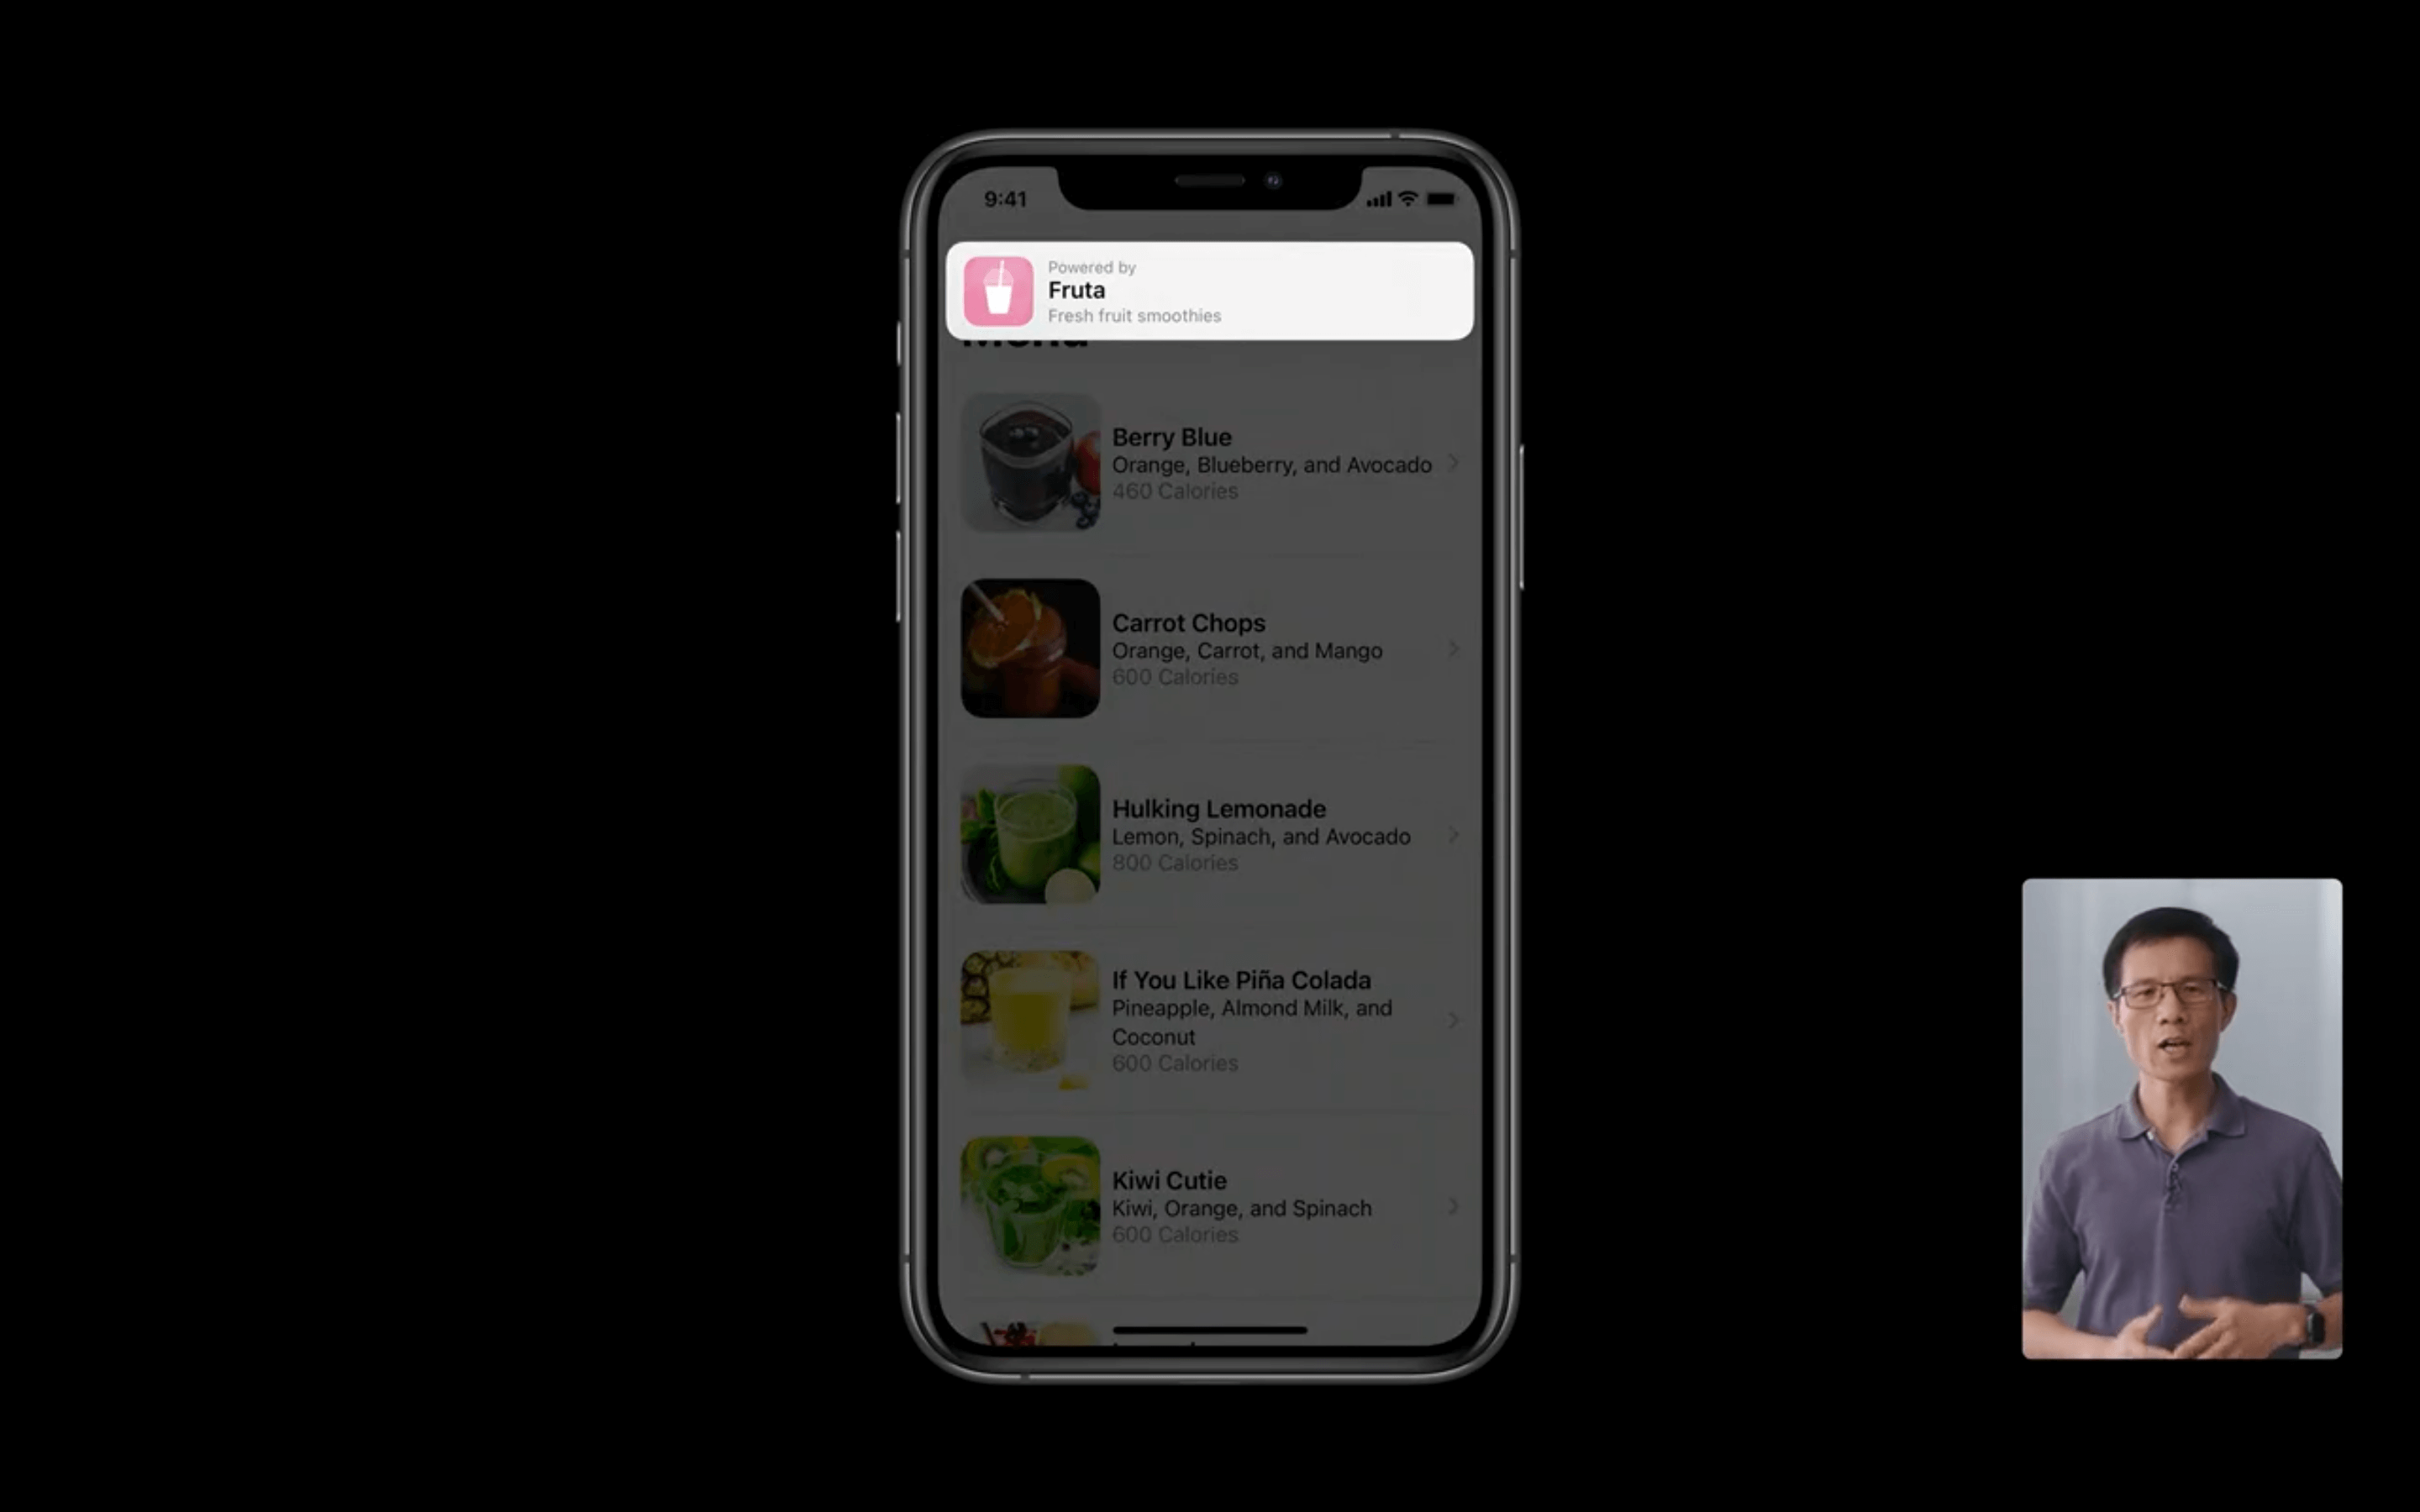 9:41
Powered by
Fruta
Fresh fruit smoothies
Menu
Berry Blue
Orange, Blueberry, and Avocado
460 Calories
Carrot Chops
Orange, Carrot, and Mango
600 Calories
Hulking Lemonade
Lemon, Spinach, and Avocado
800 Calories
If You Like Piña Colada
Pineapple, Almond Milk, and
Coconut
600 Calories
Kiwi Cutie
Kiwi, Orange, and Spinach
600 Calories